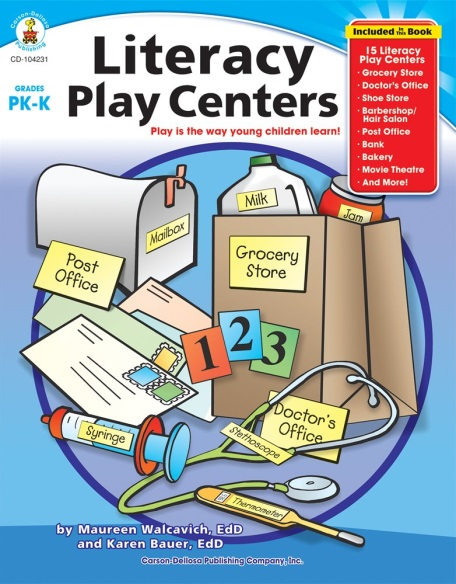 Carson-Dellosa
Publishing
CD-104231
GRADES
PK-K
Literacy
Play Centers
Play is the way young children learn!
Included in this Book
15 Literacy
Play Centers
· Grocery Store
· Doctor's Office
· Shoe Store
· Barbershop/
Hair Salon
· Post Office
· Bank
· Bakery
· Movie Theatre
· And More!
Milk
Jam
Mailbox
Post
Office
Grocery
Store
1 2 3
Doctor's
Office
Stethoscope
Syringe
Thermometer
by Maureen Walcavich, EdD
and Karen Bauer, EdD
Carson-Dellosa Publishing Company, Inc.